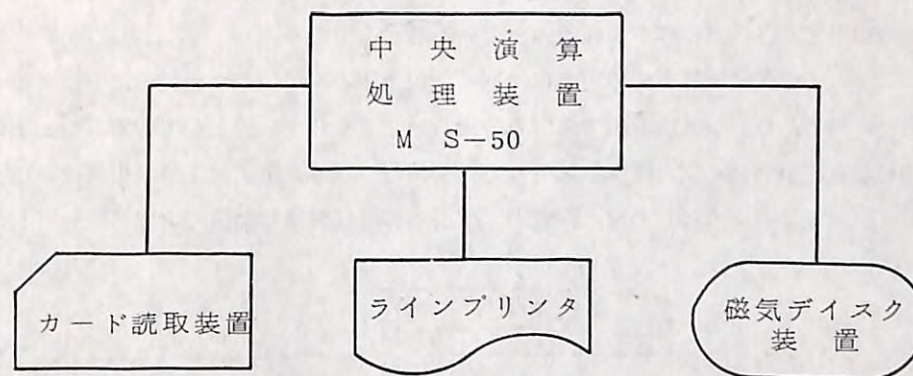 中央演算
処理装置
MS-50
カード読取装置
ラインプリンタ
磁気デイスク
装置